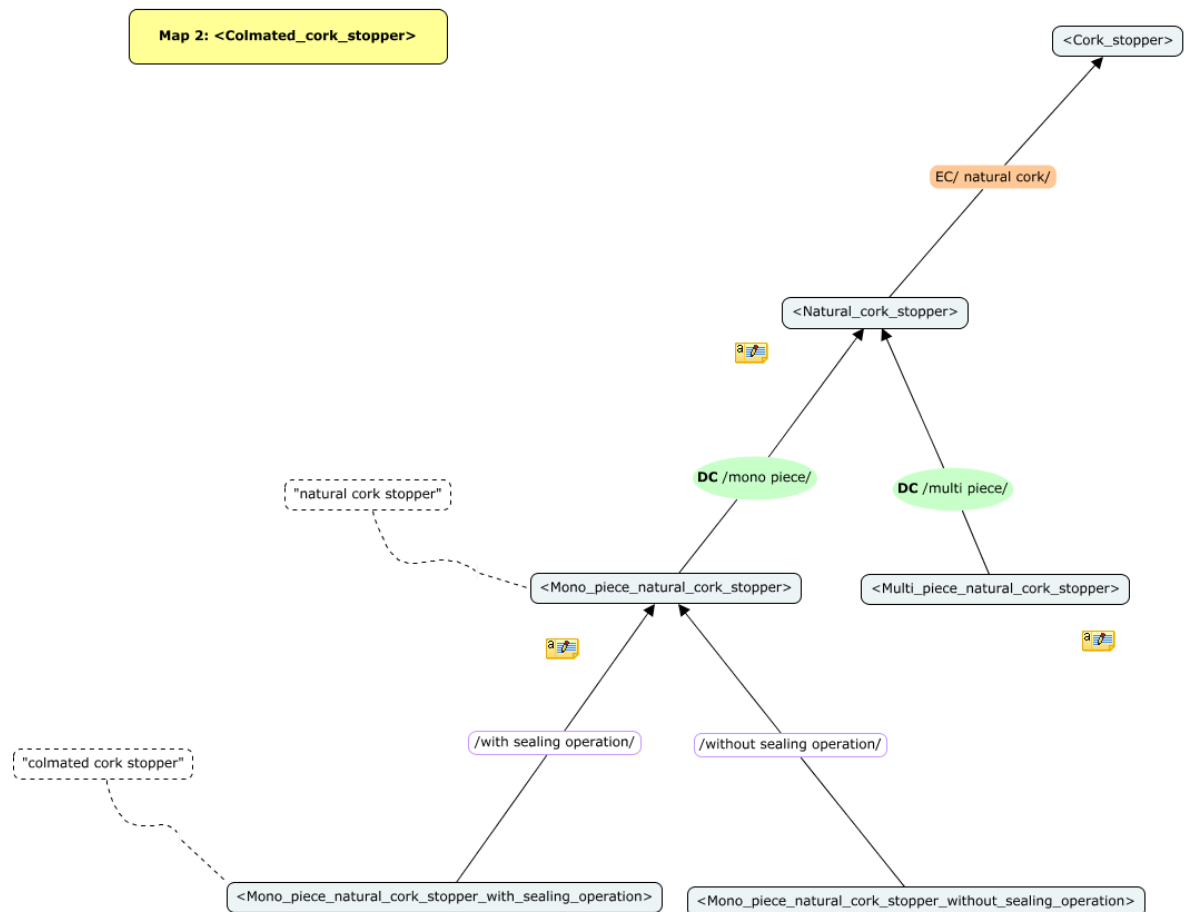 Map 2: <Colmated_cork_stopper>
<Cork_stopper>
EC/ natural cork/
<Natural_cork_stopper>
a
DC /mono piece/
DC /multi piece/
"natural cork stopper"
<Mono_piece_natural_cork_stopper>
<Multi_piece_natural_cork_stopper>
a
a
/with sealing operation/
/without sealing operation/
"colmated cork stopper"
<Mono_piece_natural_cork_stopper_with_sealing_operation>
<Mono_piece_natural_cork_stopper_without_sealing_operation>